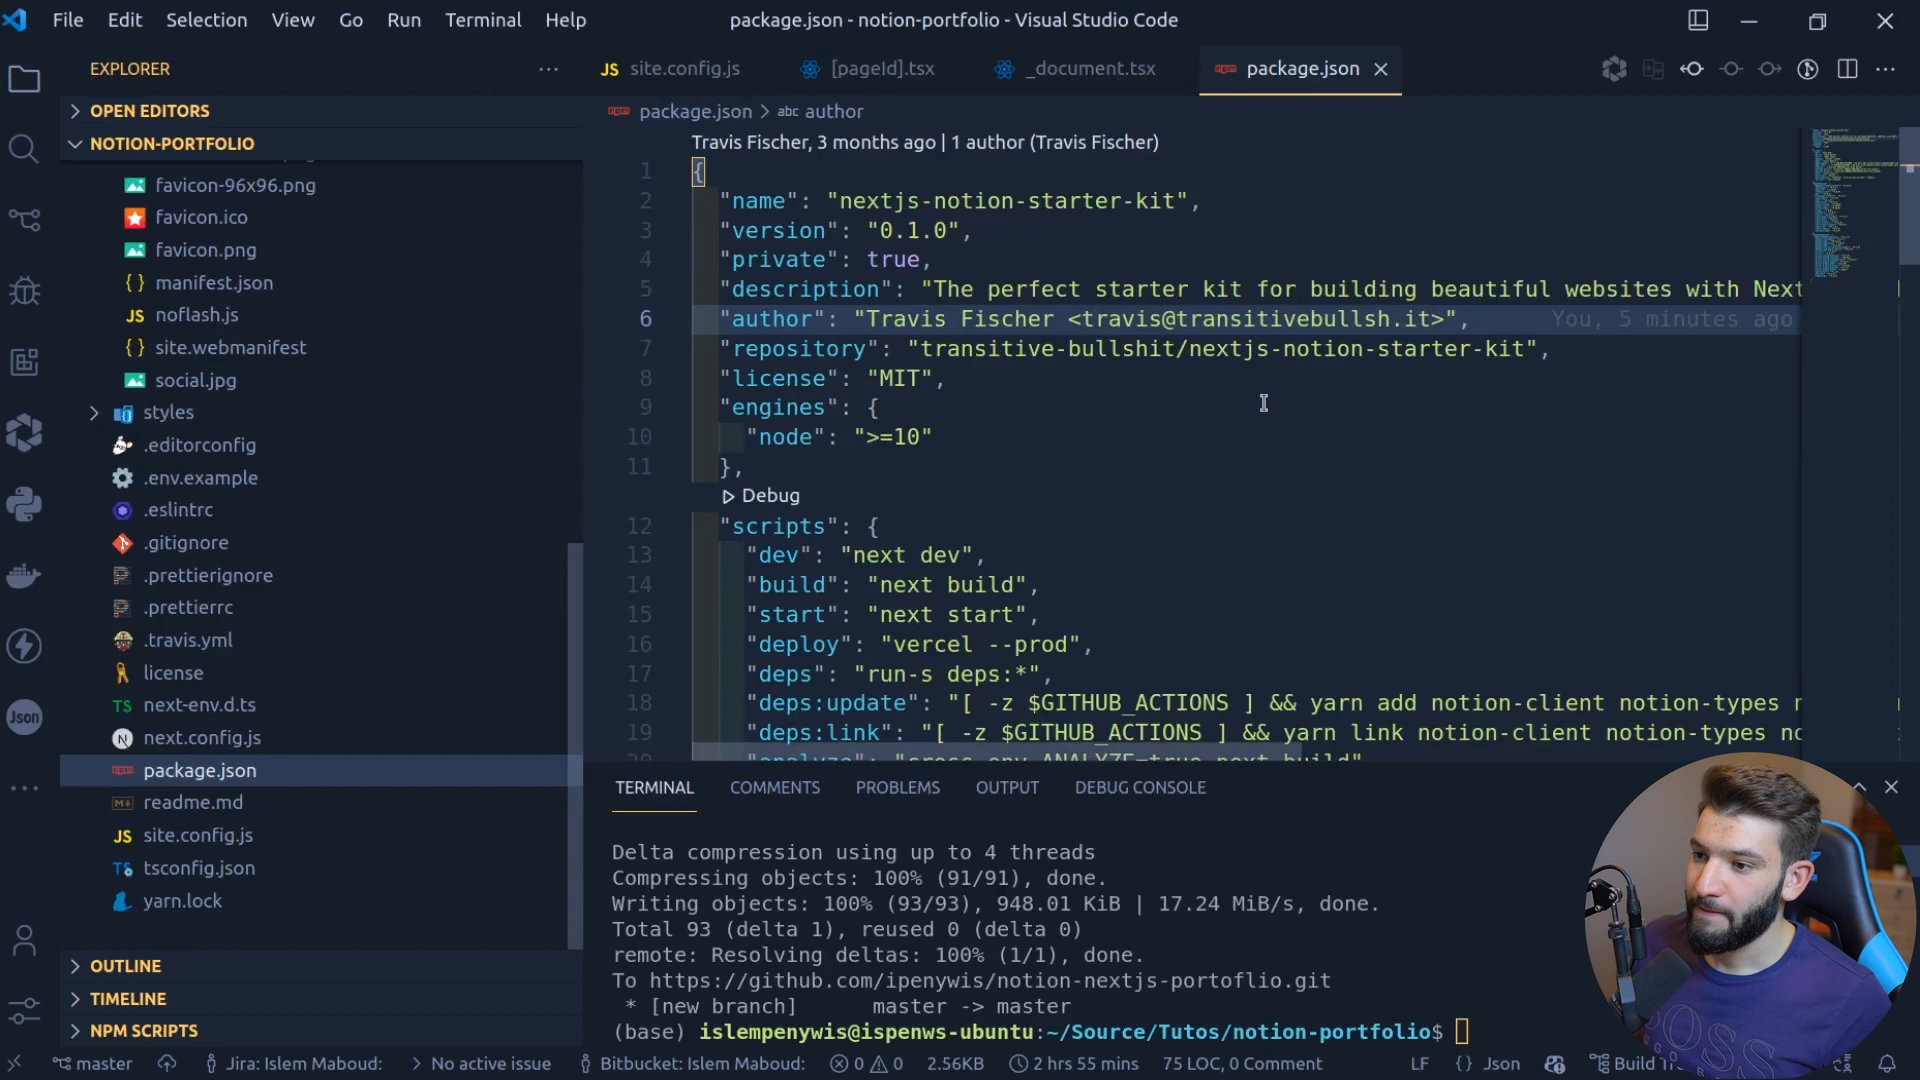 File Edit Selection View Go Run Terminal Help
package.json - notion-portfolio - Visual Studio Code
EXPLORER
OPEN EDITORS
NOTION-PORTFOLIO
favicon-96x96.png
favicon.ico
favicon.png
manifest.json
noflash.js
site.webmanifest
social.jpg
styles
.editorconfig
.env.example
.eslintrc
.gitignore
.prettierignore
.prettierrc
.travis.yml
license
next-env.d.ts
next.config.js
package.json
readme.md
site.config.js
tsconfig.json
yarn.lock
OUTLINE
TIMELINE
NPM SCRIPTS
JS site.config.js
[pageId].tsx
_document.tsx
package.json
package.json > abc author
Travis Fischer, 3 months ago | 1 author (Travis Fischer)
1 {
2 "name": "nextjs-notion-starter-kit",
3 "version": "0.1.0",
4 "private": true,
5 "description": "The perfect starter kit for building beautiful websites with Next
6 "author": "Travis Fischer <travis@transitivebullsh.it>", You, 5 minutes ago
7 "repository": "transitive-bullshit/nextjs-notion-starter-kit",
8 "license": "MIT",
9 "engines": {
10 "node": ">=10"
11 },
Debug
12 "scripts": {
13 "dev": "next dev",
14 "build": "next build",
15 "start": "next start",
16 "deploy": "vercel --prod",
17 "deps": "run-s deps:*",
18 "deps:update": "[ -z $GITHUB_ACTIONS ] && yarn add notion-client notion-types
19 "deps:link": "[ -z $GITHUB_ACTIONS ] && yarn link notion-client notion-types
"analyze": "cross-env ANALYZE=true next build"
TERMINAL COMMENTS PROBLEMS OUTPUT DEBUG CONSOLE
Delta compression using up to 4 threads
Compressing objects: 100% (91/91), done.
Writing objects: 100% (93/93), 948.01 KiB | 17.24 MiB/s, done.
Total 93 (delta 1), reused 0 (delta 0)
remote: Resolving deltas: 100% (1/1), done.
To https://github.com/ipenywis/notion-nextjs-portoflio.git
* [new branch] master -> master
(base) islempenywis@ispenws-ubuntu:~/Source/Tutos/notion-portfolio$
master Jira: Islem Maboud: > No active issue Bitbucket: Islem Maboud: 0 0 2.56KB 2 hrs 55 mins 75 LOC, 0 Comment LF {} Json Build